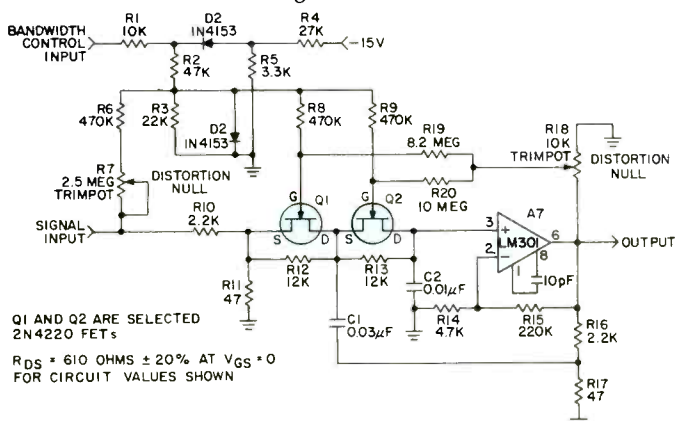 BANDWIDTH
CONTROL
INPUT
R1
10K
D2
IN4153
R4
27K
-15V
R2
47K
R5
3.3K
R6
470K
R3
22K
D2
IN4153
R8
470K
R9
470K
R19
8.2 MEG
R18
10K
TRIMPOT
DISTORTION
NULL
R7
2.5 MEG
TRIMPOT
DISTORTION
NULL
R20
10 MEG
SIGNAL
INPUT
R10
2.2K
G
Q1
S
D
G
Q2
S
D
A7
3
+
LM301
2
-
6
8
1
10pF
OUTPUT
R12
12K
R13
12K
R11
47
C2
0.01µF
R14
4.7K
R15
220K
R16
2.2K
C1
0.03µF
R17
47
Q1 AND Q2 ARE SELECTED
2N4220 FETs
RDS = 610 OHMS ± 20% AT VGS = 0
FOR CIRCUIT VALUES SHOWN